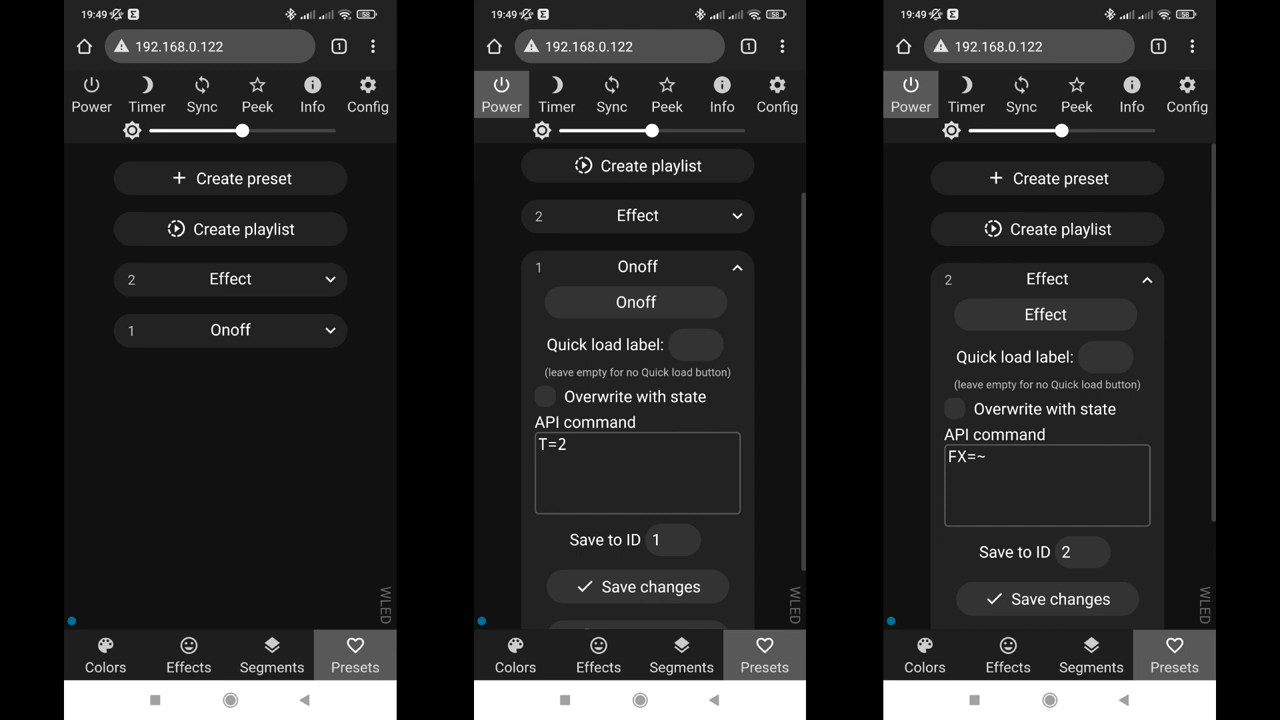 19:49
58
192.168.0.122
1
Power Timer Sync Peek Info Config
+ Create preset
Create playlist
2 Effect
1 Onoff
WLED
Colors Effects Segments Presets
19:49
58
192.168.0.122
1
Power Timer Sync Peek Info Config
Create playlist
2 Effect
1 Onoff
Onoff
Quick load label:
(leave empty for no Quick load button)
Overwrite with state
API command
T=2
Save to ID 1
Save changes
WLED
Colors Effects Segments Presets
19:49
58
192.168.0.122
1
Power Timer Sync Peek Info Config
+ Create preset
Create playlist
2 Effect
Effect
Quick load label:
(leave empty for no Quick load button)
Overwrite with state
API command
FX=~
Save to ID 2
Save changes
WLED
Colors Effects Segments Presets